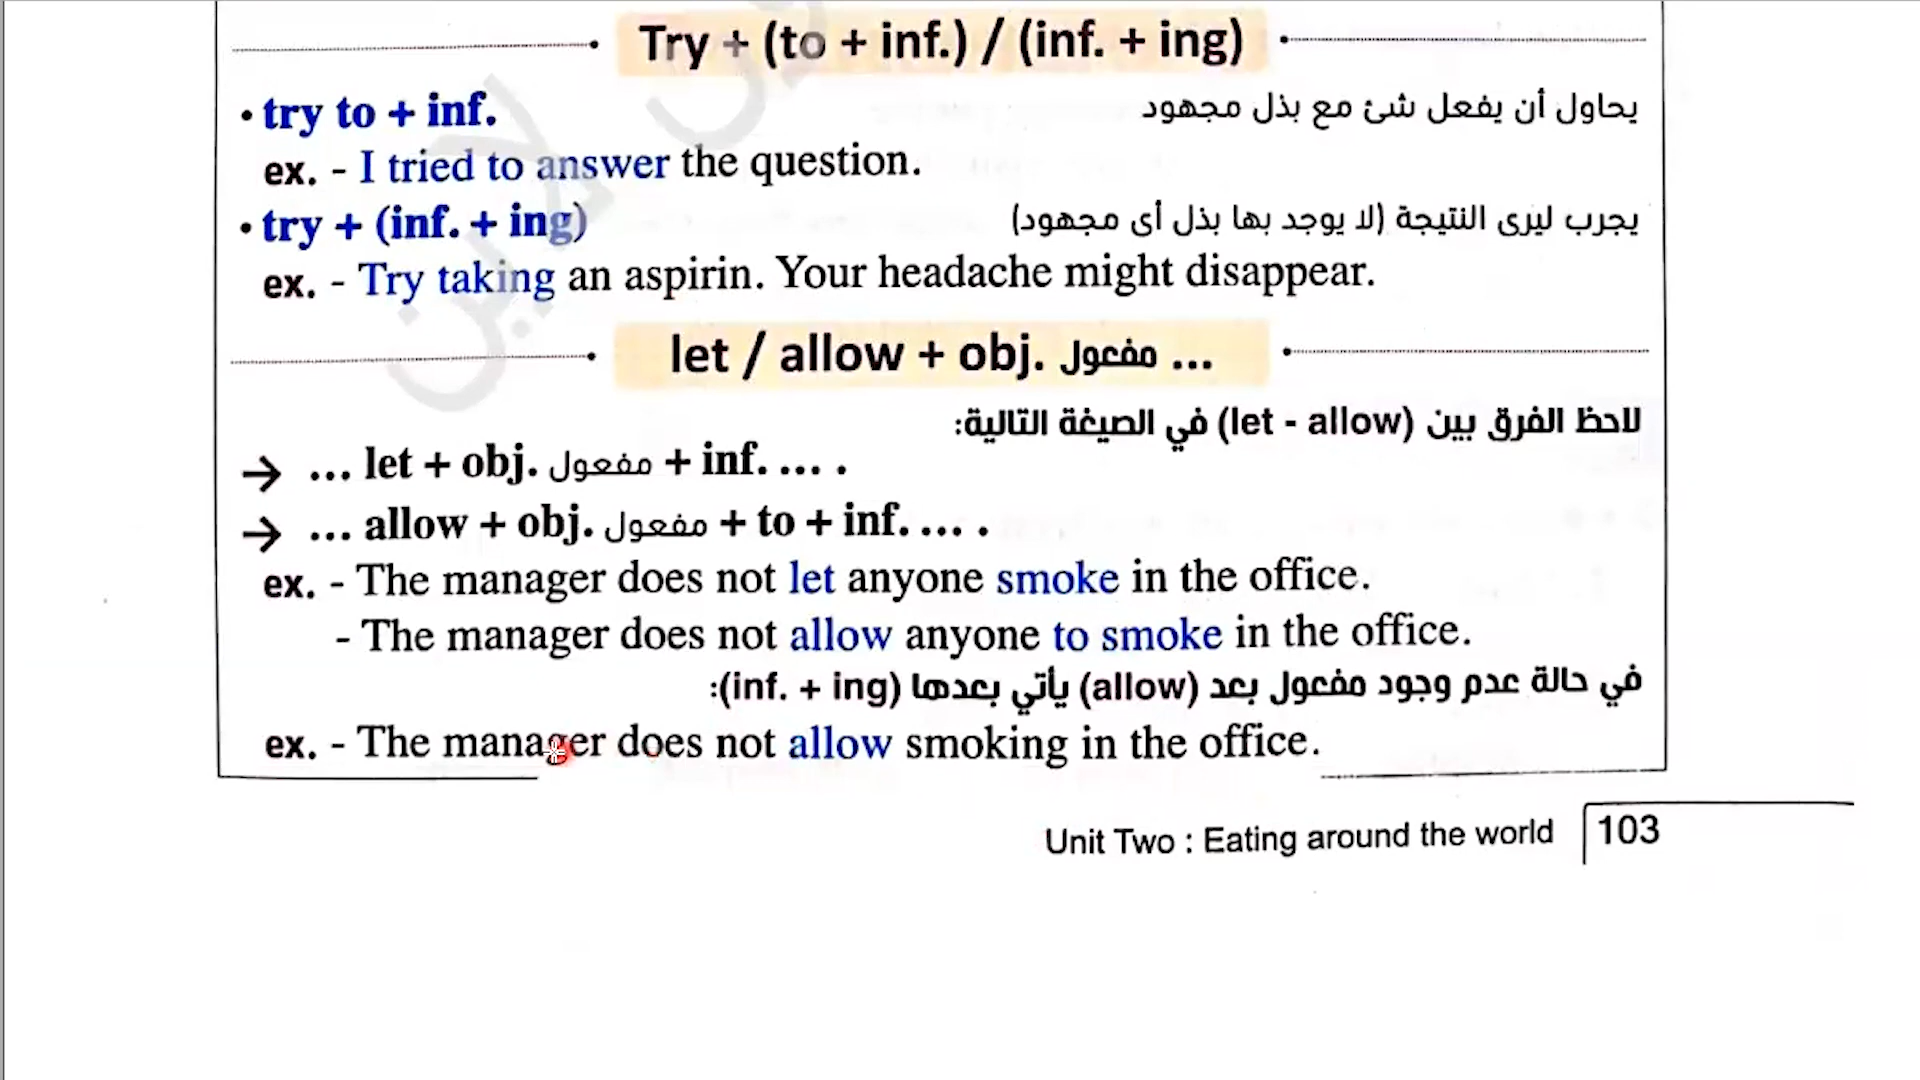 Try + (to + inf.) / (inf. + ing)
• try to + inf. يحاول أن يفعل شئ مع بذل مجهود
ex. - I tried to answer the question.
• try + (inf. + ing) يجرب ليرى النتيجة (لا يوجد بها بذل أى مجهود)
ex. - Try taking an aspirin. Your headache might disappear.
let / allow + obj. مفعول ...
لاحظ الفرق بين (let - allow) في الصيغة التالية:
→ ... let + obj. مفعول + inf. ... .
→ ... allow + obj. مفعول + to + inf. ... .
ex. - The manager does not let anyone smoke in the office.
- The manager does not allow anyone to smoke in the office.
في حالة عدم وجود مفعول بعد (allow) يأتي بعدها (inf. + ing):
ex. - The manager does not allow smoking in the office.
Unit Two : Eating around the world 103